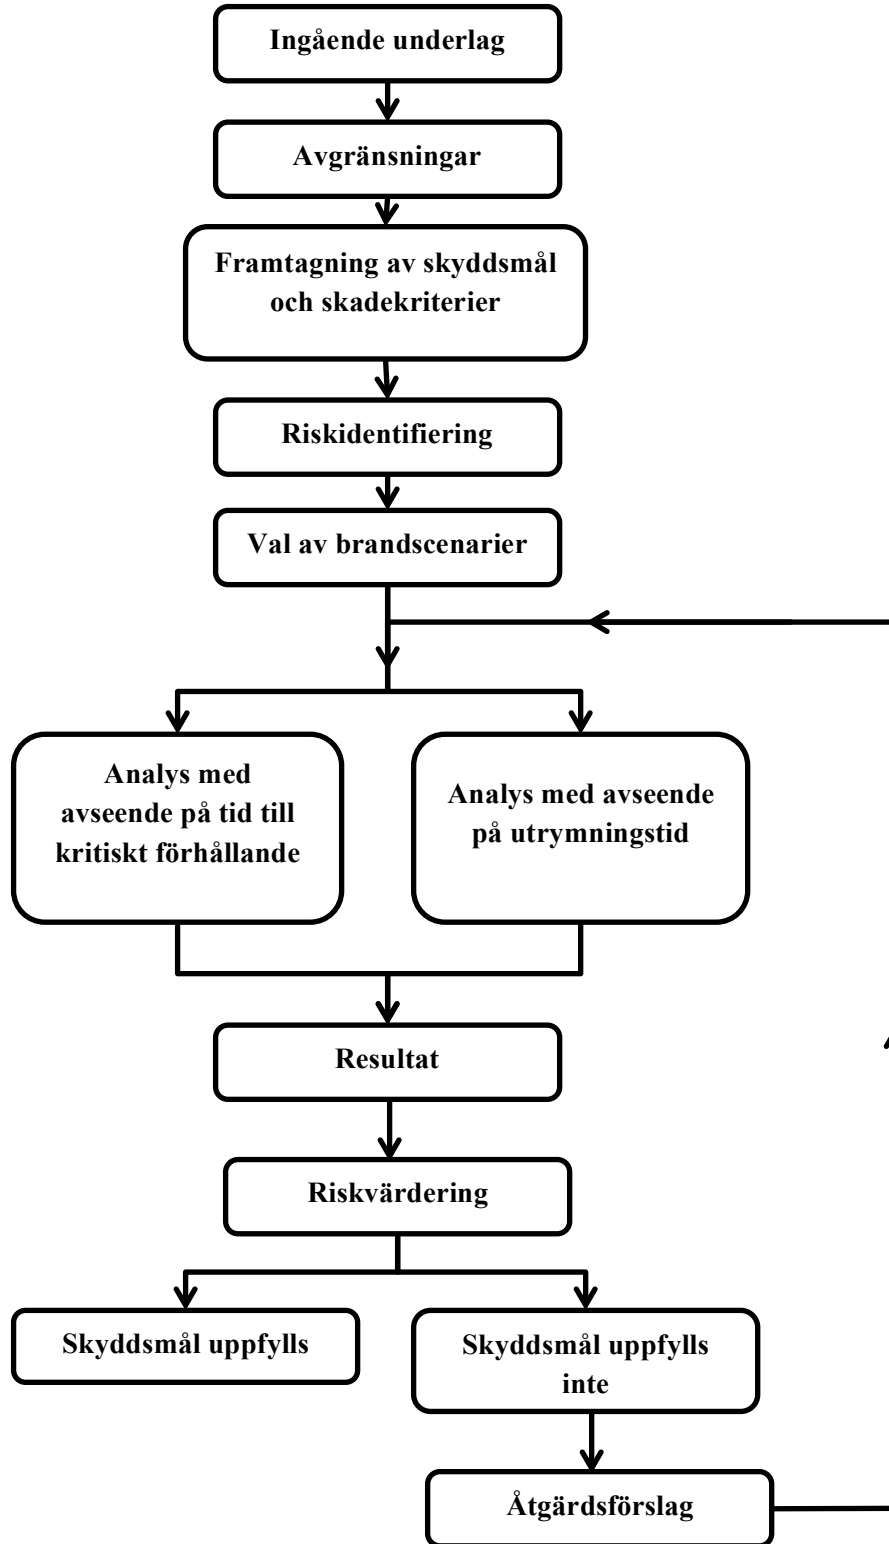 Ingående underlag
Avgränsningar
Framtagning av skyddsmål
och skadekriterier
Riskidentifiering
Val av brandscenarier
Analys med
avseende på tid till
kritiskt förhållande
Analys med avseende
på utrymningstid
Resultat
Riskvärdering
Skyddsmål uppfylls
Skyddsmål uppfylls
inte
Åtgärdsförslag